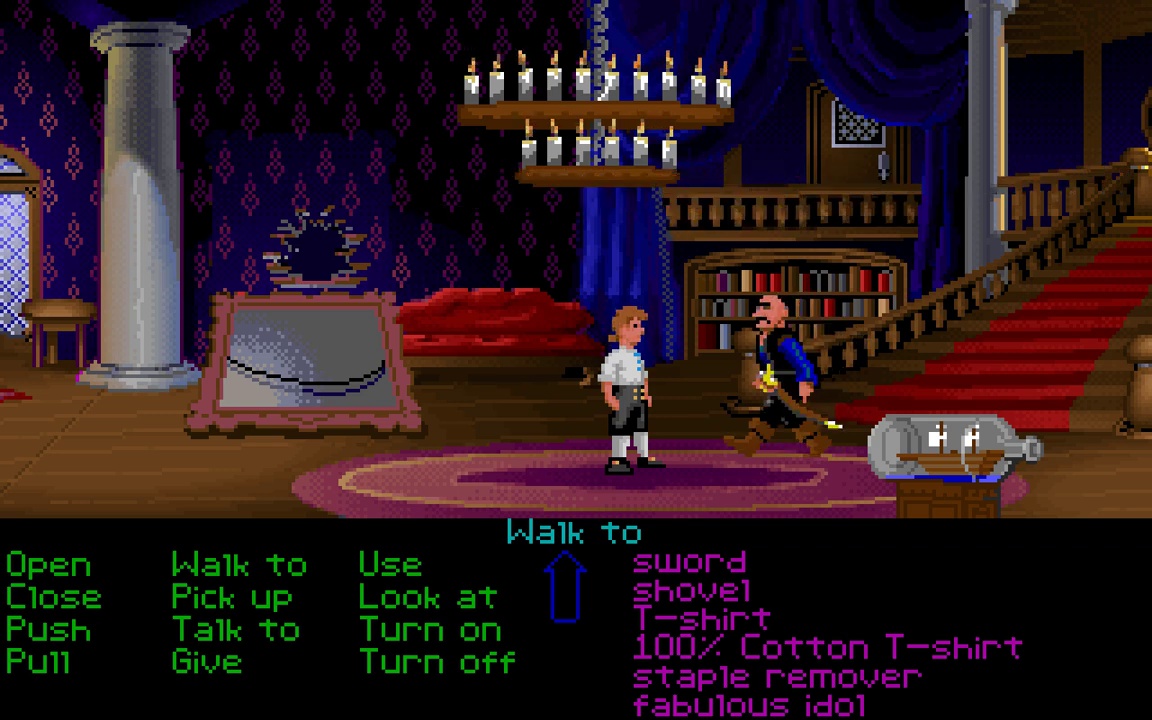 Walk to
Open Walk to Use
Close Pick up Look at
Push Talk to Turn on
Pull Give Turn off
sword
shovel
T-shirt
100% Cotton T-shirt
staple remover
fabulous idol